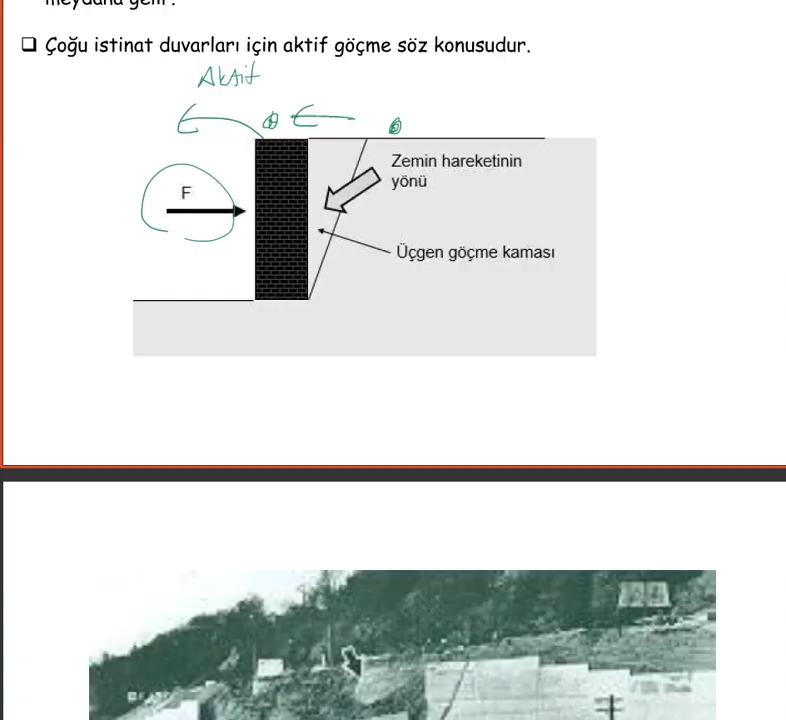 meydana gelir.
❑ Çoğu istinat duvarları için aktif göçme söz konusudur.
Aktif
F
Zemin hareketinin
yönü
Üçgen göçme kaması